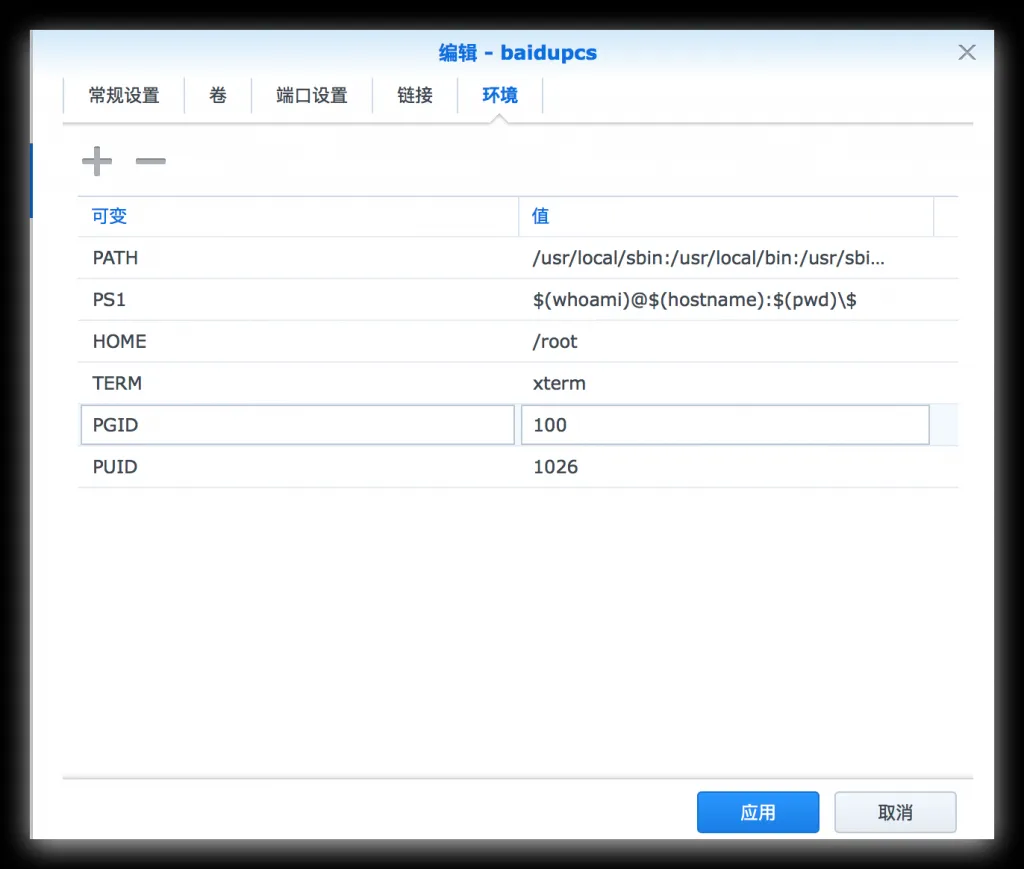 编辑 - baidupcs
常规设置 卷 端口设置 链接 环境
可变 值
PATH /usr/local/sbin:/usr/local/bin:/usr/sbi...
PS1 $(whoami)@$(hostname):$(pwd)\$
HOME /root
TERM xterm
PGID 100
PUID 1026
应用 取消